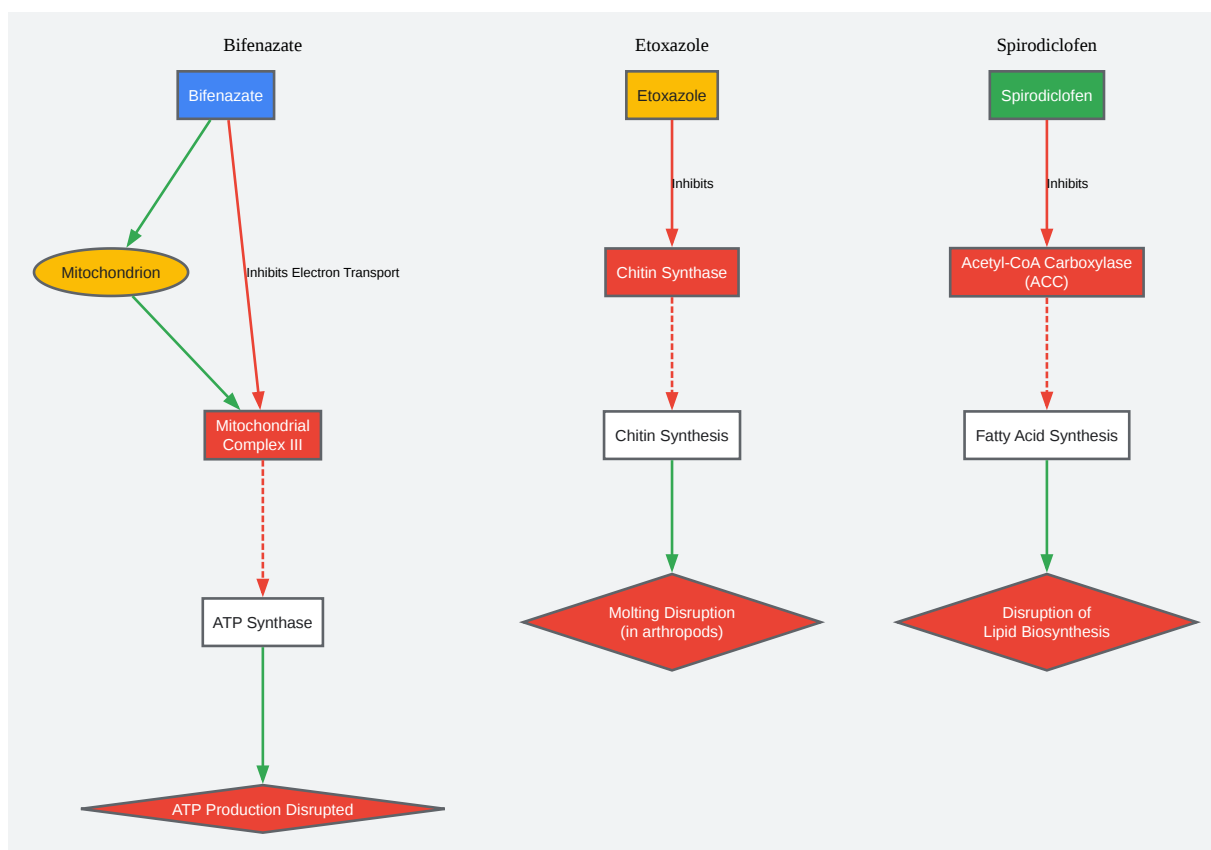 Bifenazate
Bifenazate
Mitochondrion
Inhibits Electron Transport
Mitochondrial
Complex III
ATP Synthase
ATP Production Disrupted
Etoxazole
Etoxazole
Inhibits
Chitin Synthase
Chitin Synthesis
Molting Disruption
(in arthropods)
Spirodiclofen
Spirodiclofen
Inhibits
Acetyl-CoA Carboxylase
(ACC)
Fatty Acid Synthesis
Disruption of
Lipid Biosynthesis